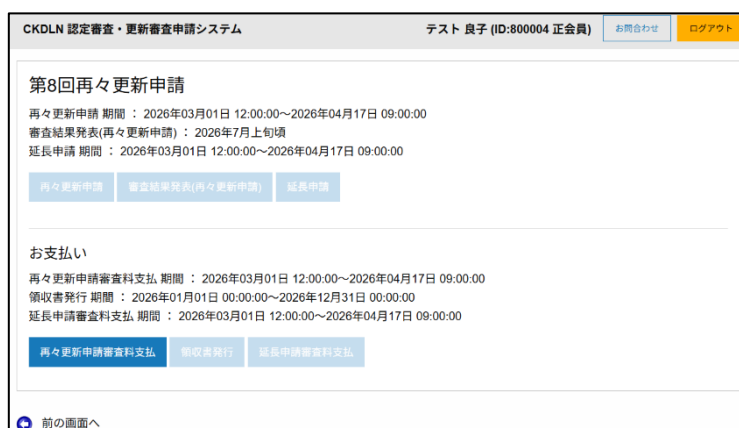 CKDLN 認定審査・更新審査申請システム
テスト 良子 (ID:800004 正会員)
お問合わせ
ログアウト
第8回再々更新申請
再々更新申請 期間 ： 2026年03月01日 12:00:00～2026年04月17日 09:00:00
審査結果発表(再々更新申請) ： 2026年7月上旬頃
延長申請 期間 ： 2026年03月01日 12:00:00～2026年04月17日 09:00:00
再々更新申請
審査結果発表(再々更新申請)
延長申請
お支払い
再々更新申請審査料支払 期間 ： 2026年03月01日 12:00:00～2026年04月17日 09:00:00
領収書発行 期間 ： 2026年01月01日 00:00:00～2026年12月31日 00:00:00
延長申請審査料支払 期間 ： 2026年03月01日 12:00:00～2026年04月17日 09:00:00
再々更新申請審査料支払
領収書発行
延長申請審査料支払
前の画面へ